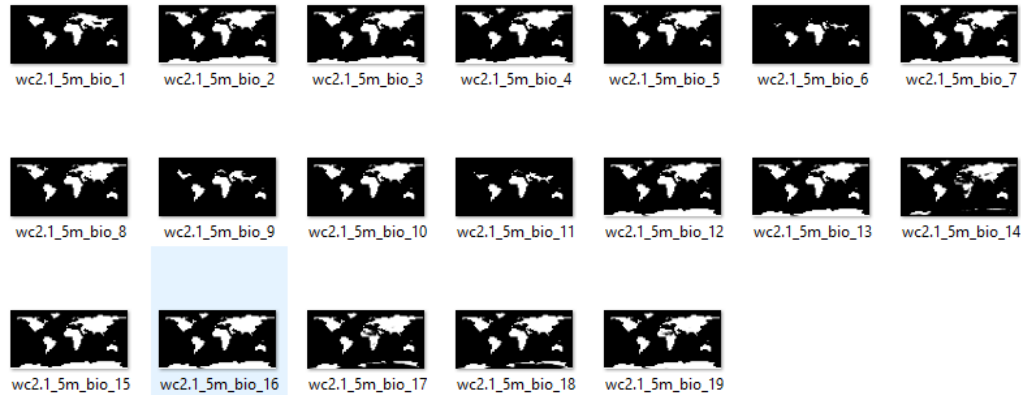 wc2.1_5m_bio_1 wc2.1_5m_bio_2 wc2.1_5m_bio_3 wc2.1_5m_bio_4 wc2.1_5m_bio_5 wc2.1_5m_bio_6 wc2.1_5m_bio_7
wc2.1_5m_bio_8 wc2.1_5m_bio_9 wc2.1_5m_bio_10 wc2.1_5m_bio_11 wc2.1_5m_bio_12 wc2.1_5m_bio_13 wc2.1_5m_bio_14
wc2.1_5m_bio_15 wc2.1_5m_bio_16 wc2.1_5m_bio_17 wc2.1_5m_bio_18 wc2.1_5m_bio_19